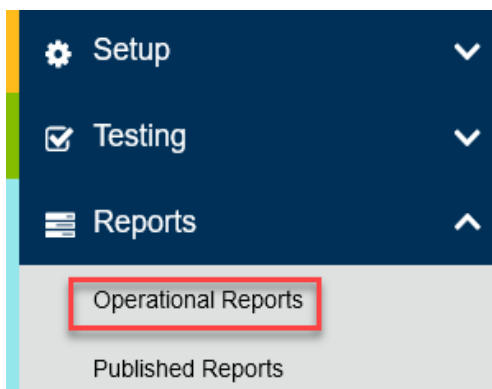 Setup
Testing
Reports
Operational Reports
Published Reports